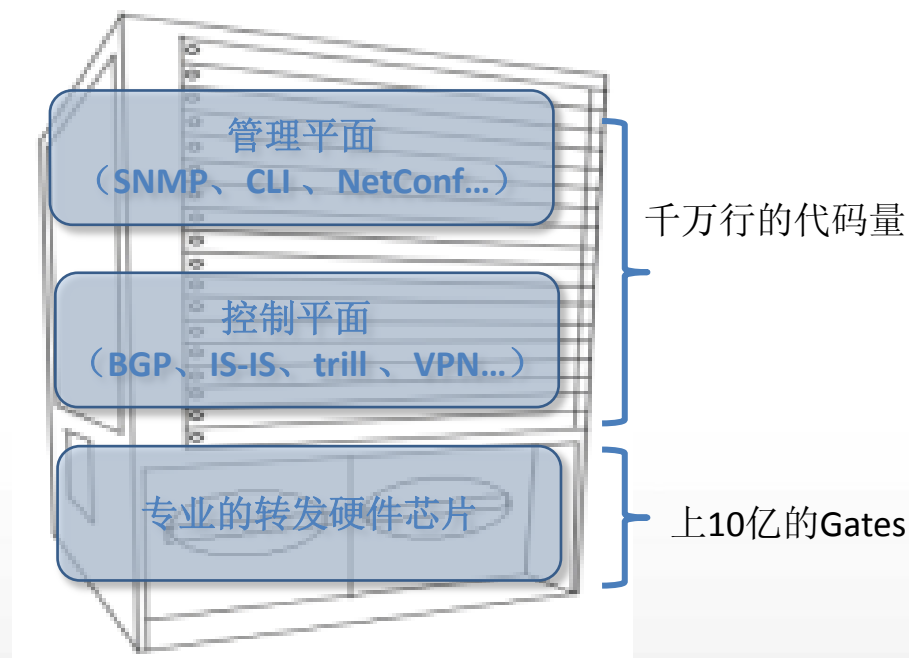 管理平面
（SNMP、CLI 、NetConf…）
千万行的代码量
控制平面
（BGP、IS-IS、trill 、VPN…）
专业的转发硬件芯片
上10亿的Gates